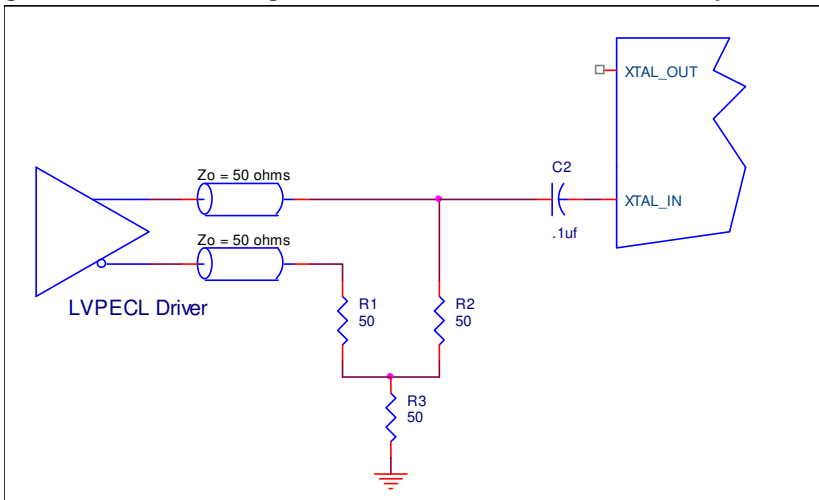 XTAL_OUT
Zo = 50 ohms
C2
XTAL_IN
.1uf
Zo = 50 ohms
LVPECL Driver
R1
50
R2
50
R3
50